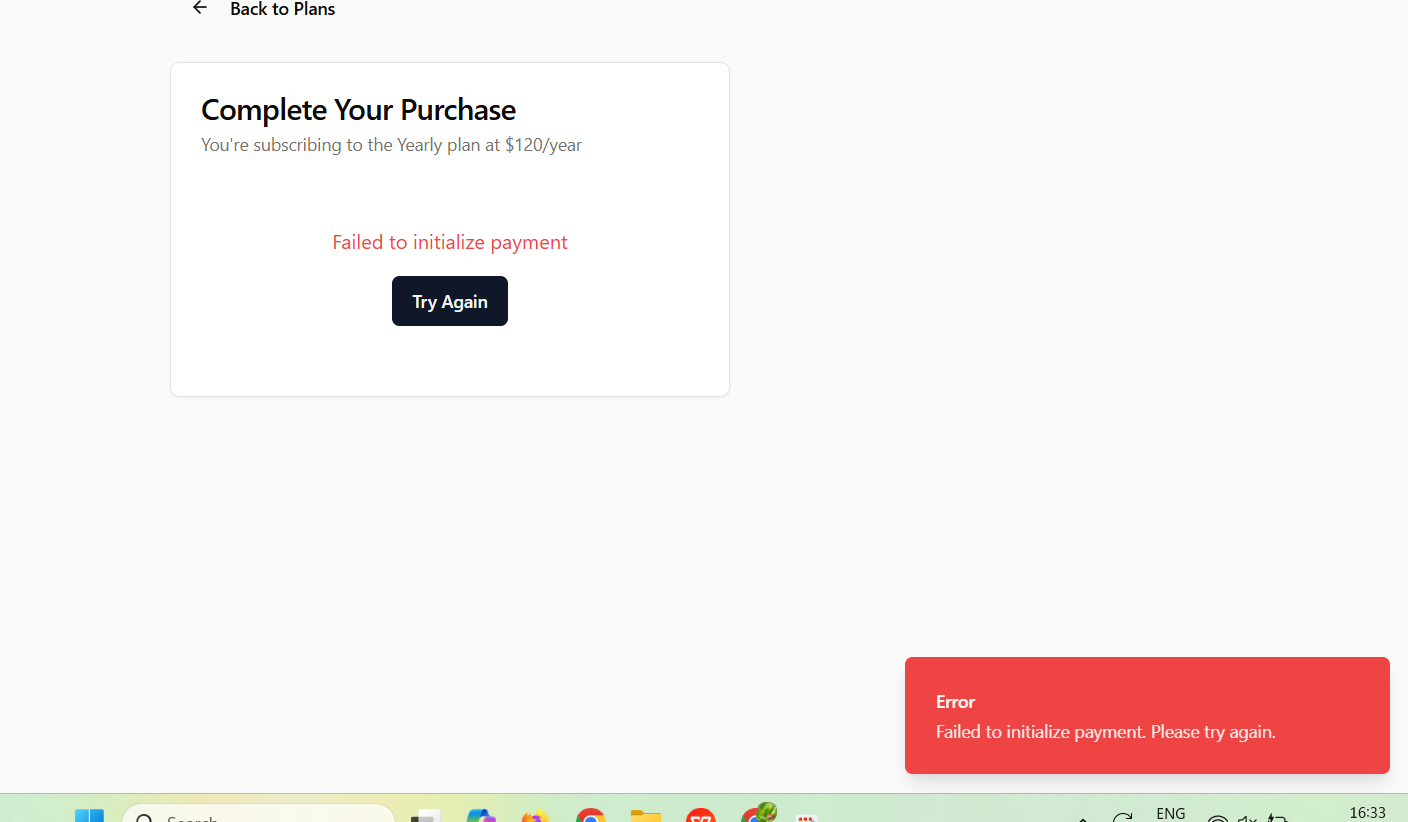 Back to Plans
Complete Your Purchase
You're subscribing to the Yearly plan at $120/year
Failed to initialize payment
Try Again
Error
Failed to initialize payment. Please try again.
Search
ENG
16:33